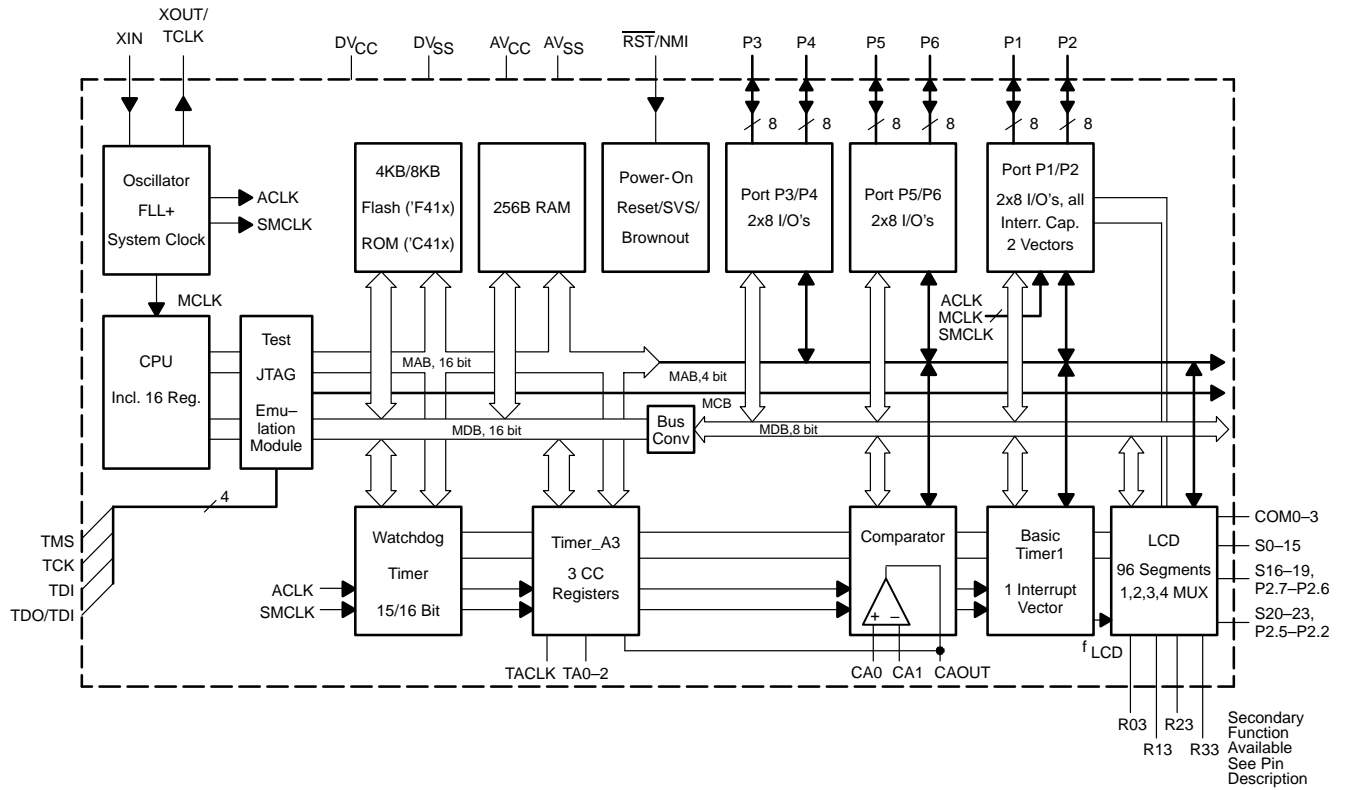 XOUT/
XIN
TCLK
DVCC
DVSS
AVCC
AVSS
RST/NMI
P3
P4
P5
P6
P1
P2
8
8
8
8
8
8
Oscillator
FLL+
System Clock
ACLK
SMCLK
4KB/8KB
Flash ('F41x)
ROM ('C41x)
256B RAM
Power-On
Reset/SVS/
Brownout
Port P3/P4
2x8 I/O's
Port P5/P6
2x8 I/O's
Port P1/P2
2x8 I/O's, all
Interr. Cap.
2 Vectors
MCLK
ACLK
MCLK
SMCLK
CPU
Incl. 16 Reg.
Test
JTAG
Emu–
lation
Module
MAB, 16 bit
MAB,4 bit
MCB
MDB, 16 bit
Bus
Conv
MDB,8 bit
4
TMS
TCK
TDI
TDO/TDI
ACLK
SMCLK
Watchdog
Timer
15/16 Bit
Timer_A3
3 CC
Registers
Comparator
+ –
Basic
Timer1
1 Interrupt
Vector
LCD
96 Segments
1,2,3,4 MUX
COM0–3
S0–15
S16–19,
P2.7–P2.6
S20–23,
P2.5–P2.2
fLCD
TACLK
TA0–2
CA0
CA1
CAOUT
R03
R13
R23
R33
Secondary
Function
Available
See Pin
Description